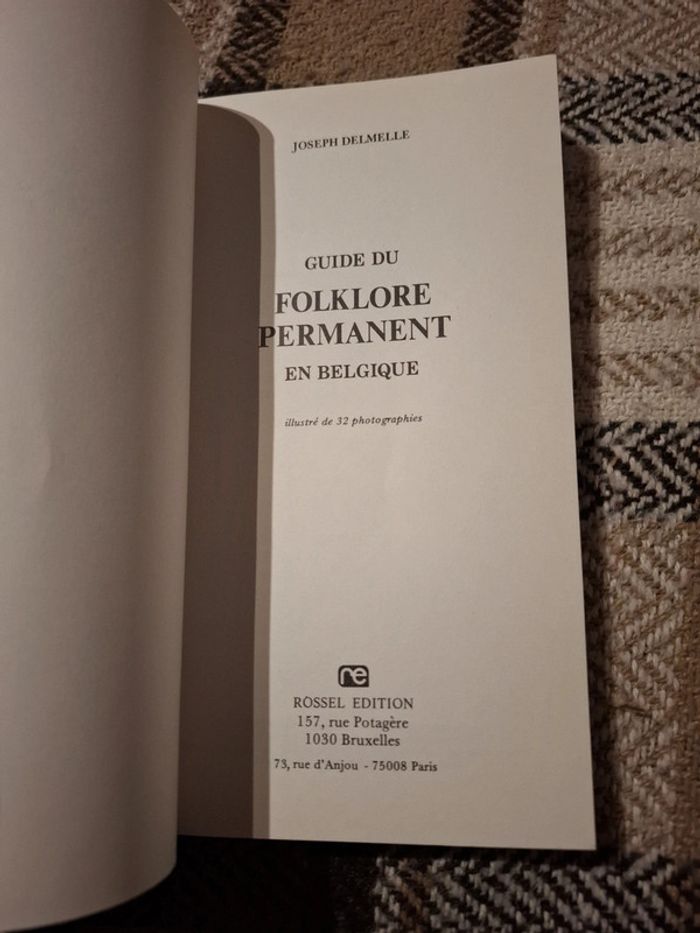 JOSEPH DELMELLE
GUIDE DU
FOLKLORE
PERMANENT
EN BELGIQUE
illustré de 32 photographies
re
ROSSEL EDITION
157, rue Potagère
1030 Bruxelles
73, rue d'Anjou - 75008 Paris